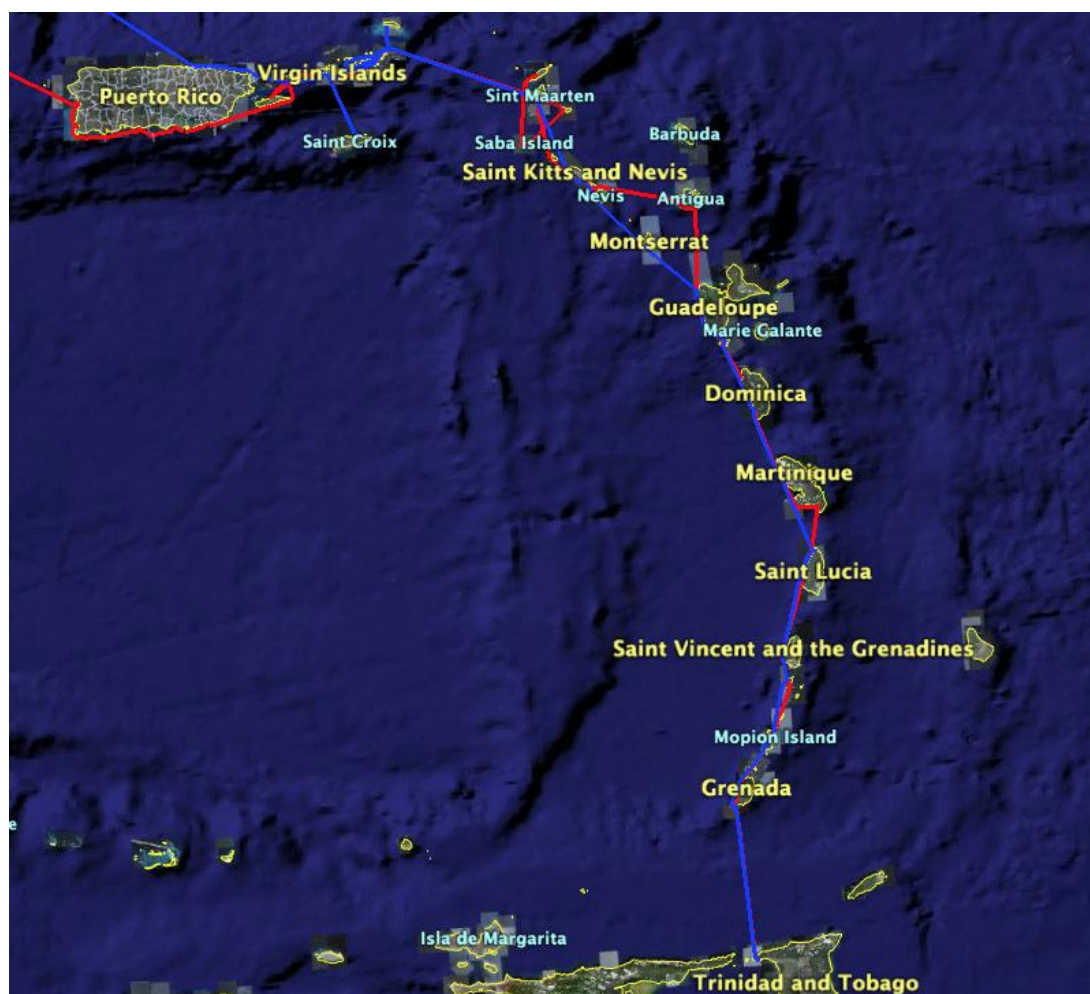 Virgin Islands
Puerto Rico
Sint Maarten
Saint Croix
Saba Island
Barbuda
Saint Kitts and Nevis
Nevis
Antigua
Montserrat
Guadeloupe
Marie Galante
Dominica
Martinique
Saint Lucia
Saint Vincent and the Grenadines
Mopion Island
Grenada
e
Isla de Margarita
Trinidad and Tobago